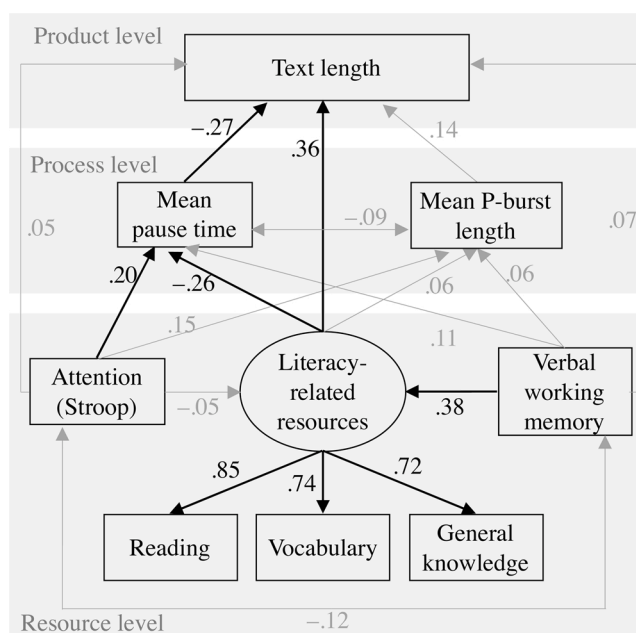 Product level
Text length
−.27
.36
.14
Process level
Mean
pause time
−.09
Mean P-burst
length
.05
.07
.20
−.26
.06
.06
.15
.11
Attention
(Stroop)
−.05
Literacy-
related
resources
.38
Verbal
working
memory
.85
.74
.72
Reading
Vocabulary
General
knowledge
Resource level
−.12